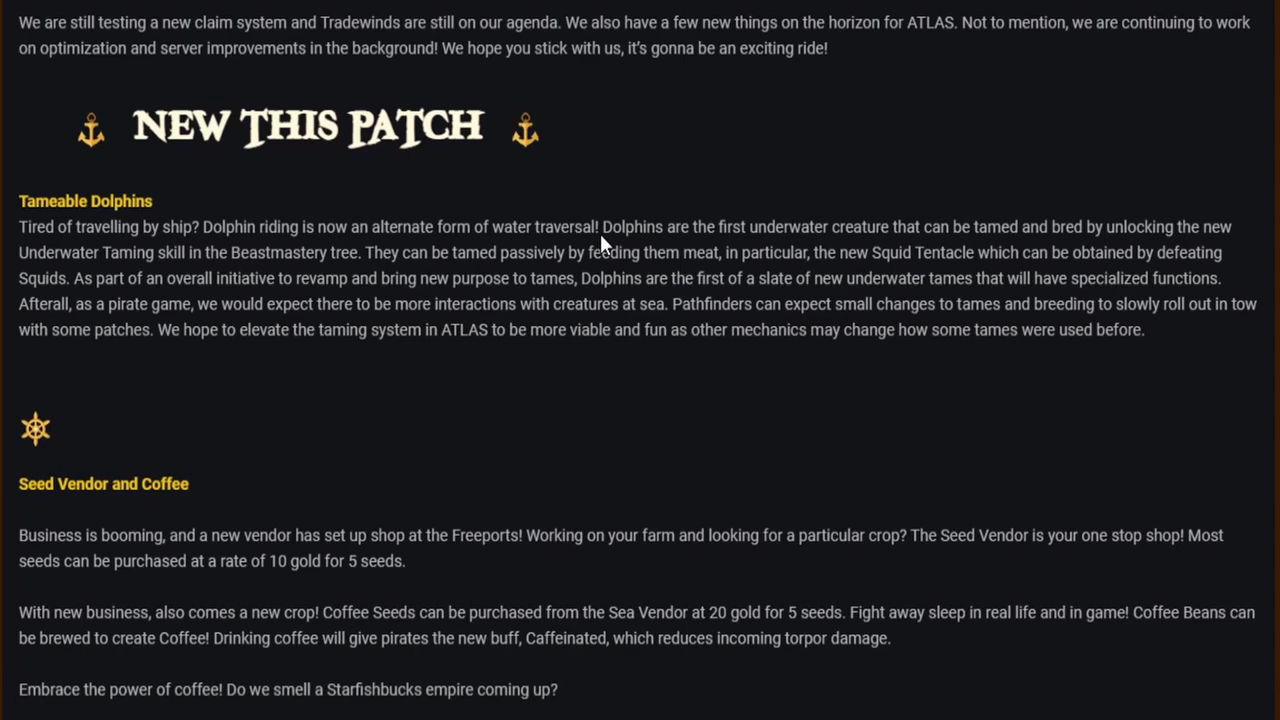 We are still testing a new claim system and Tradewinds are still on our agenda. We also have a few new things on the horizon for ATLAS. Not to mention, we are continuing to work
on optimization and server improvements in the background! We hope you stick with us, it's gonna be an exciting ride!
NEW THIS PATCH
Tameable Dolphins
Tired of travelling by ship? Dolphin riding is now an alternate form of water traversal! Dolphins are the first underwater creature that can be tamed and bred by unlocking the new
Underwater Taming skill in the Beastmastery tree. They can be tamed passively by feeding them meat, in particular, the new Squid Tentacle which can be obtained by defeating
Squids. As part of an overall initiative to revamp and bring new purpose to tames, Dolphins are the first of a slate of new underwater tames that will have specialized functions.
Afterall, as a pirate game, we would expect there to be more interactions with creatures at sea. Pathfinders can expect small changes to tames and breeding to slowly roll out in tow
with some patches. We hope to elevate the taming system in ATLAS to be more viable and fun as other mechanics may change how some tames were used before.
Seed Vendor and Coffee
Business is booming, and a new vendor has set up shop at the Freeports! Working on your farm and looking for a particular crop? The Seed Vendor is your one stop shop! Most
seeds can be purchased at a rate of 10 gold for 5 seeds.
With new business, also comes a new crop! Coffee Seeds can be purchased from the Sea Vendor at 20 gold for 5 seeds. Fight away sleep in real life and in game! Coffee Beans can
be brewed to create Coffee! Drinking coffee will give pirates the new buff, Caffeinated, which reduces incoming torpor damage.
Embrace the power of coffee! Do we smell a Starfishbucks empire coming up?